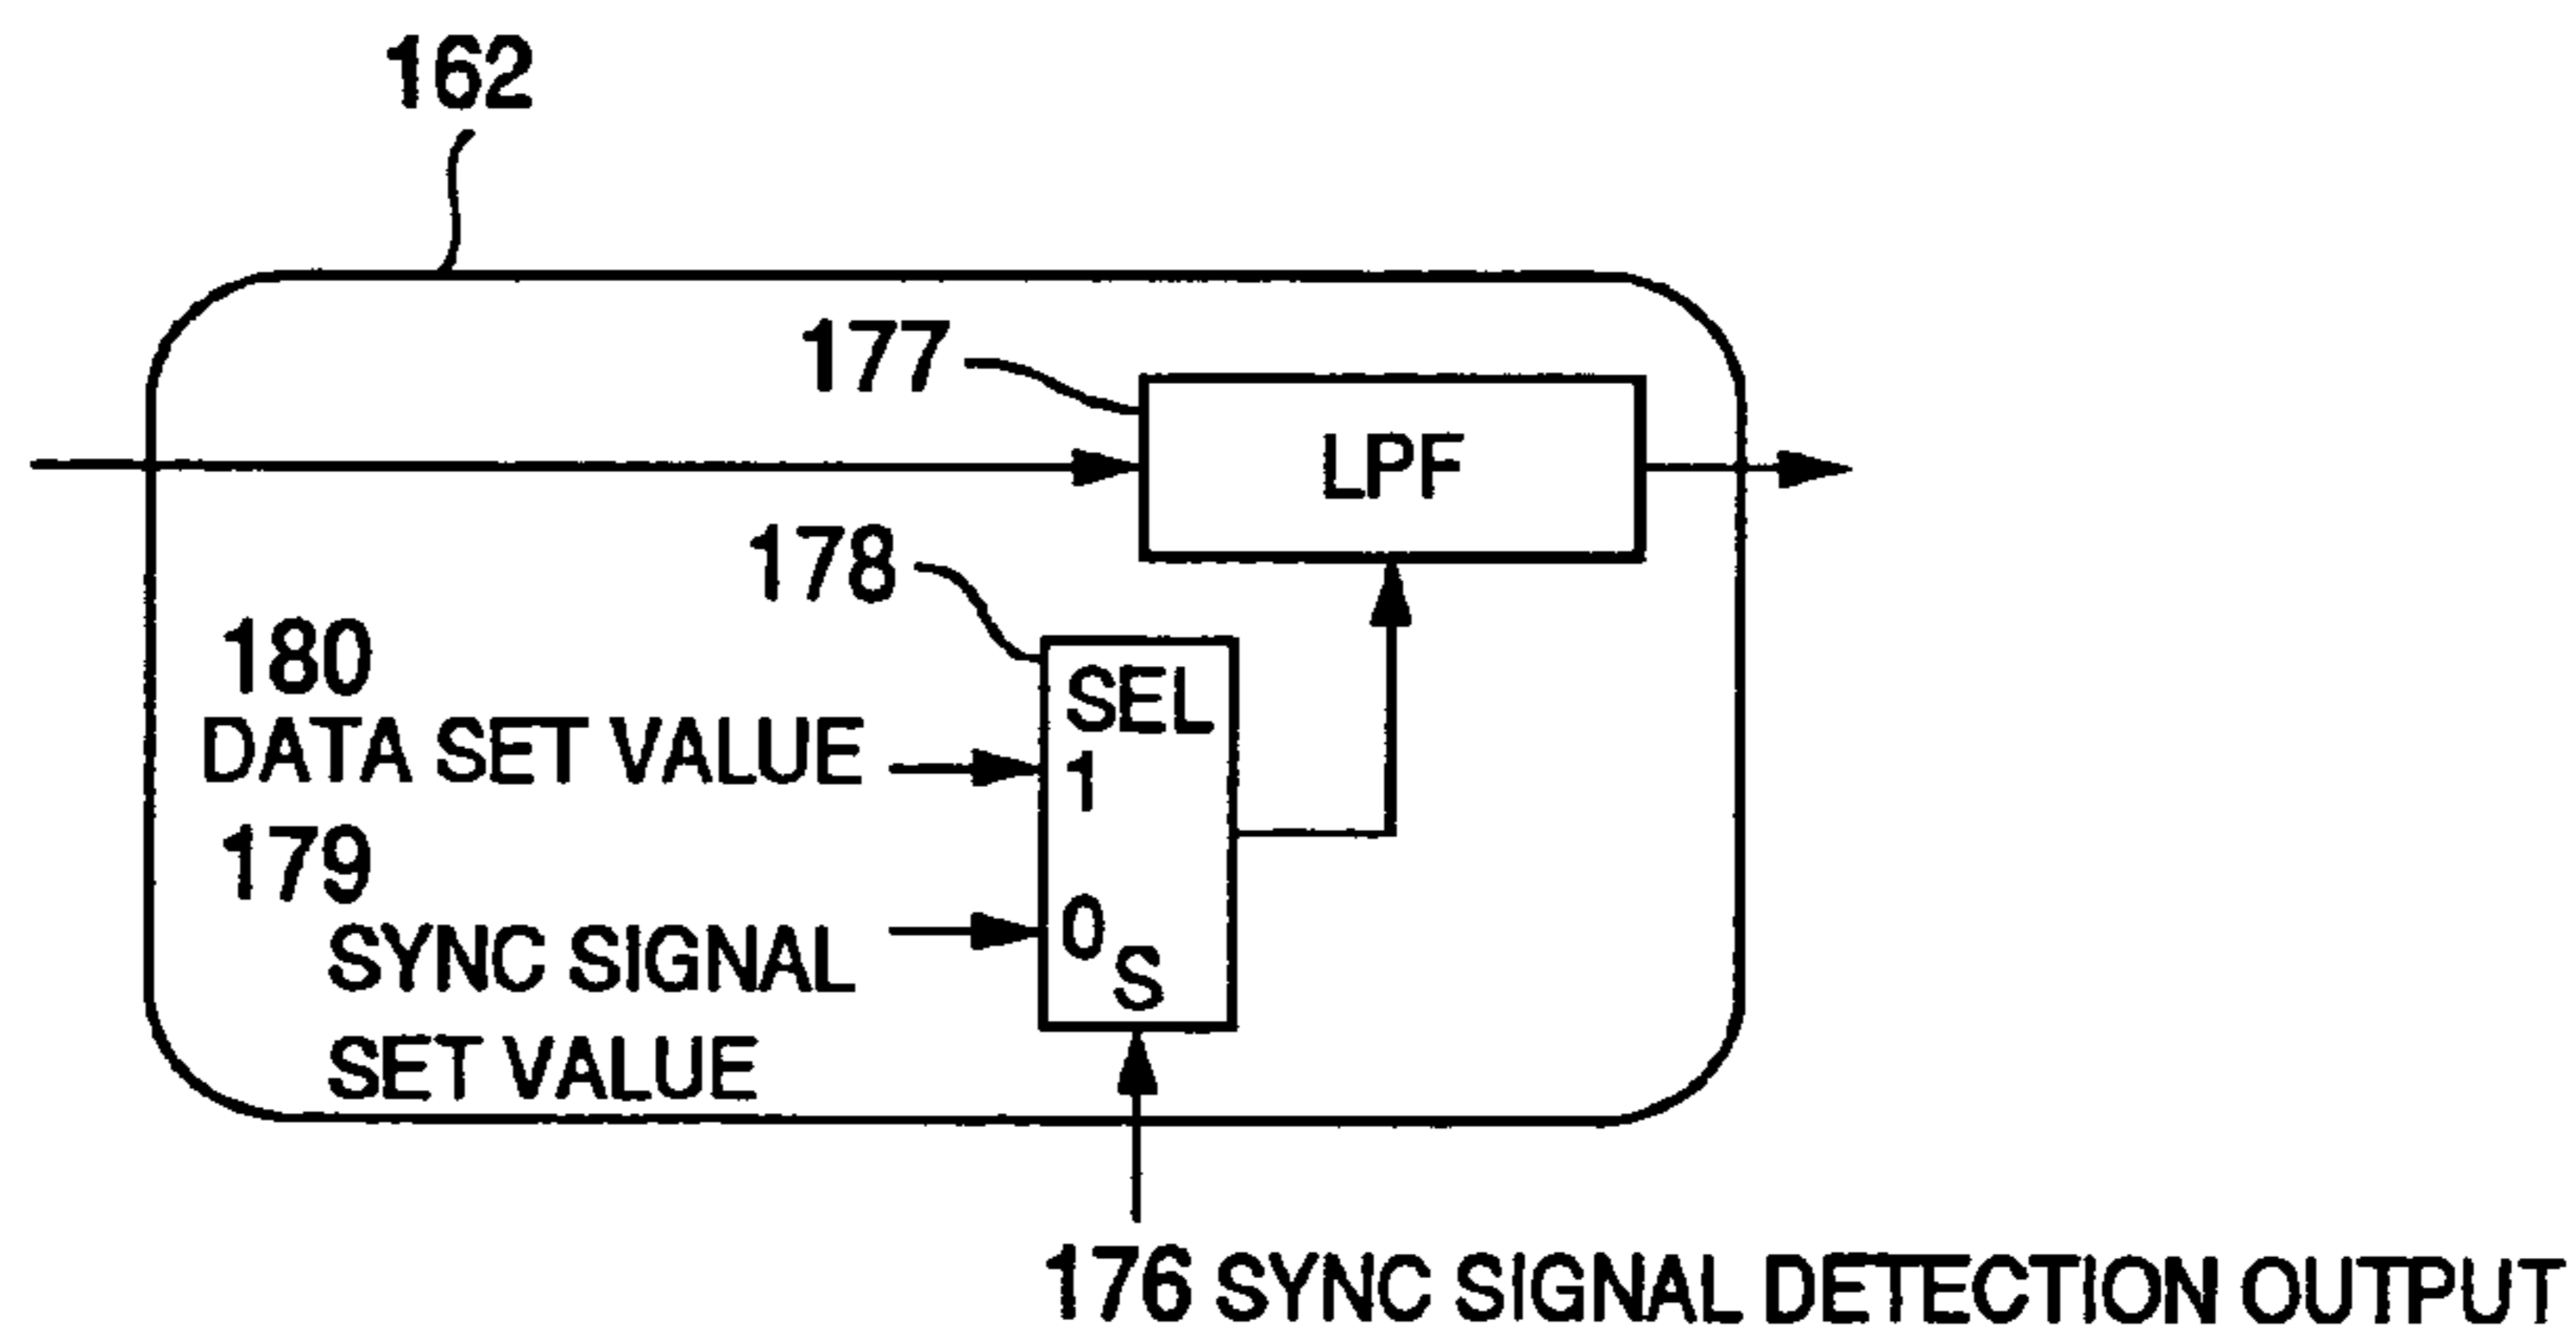 162
177
LPF
178
180
DATA SET VALUE
SEL
1
179
SYNC SIGNAL
0
S
SET VALUE
176 SYNC SIGNAL DETECTION OUTPUT